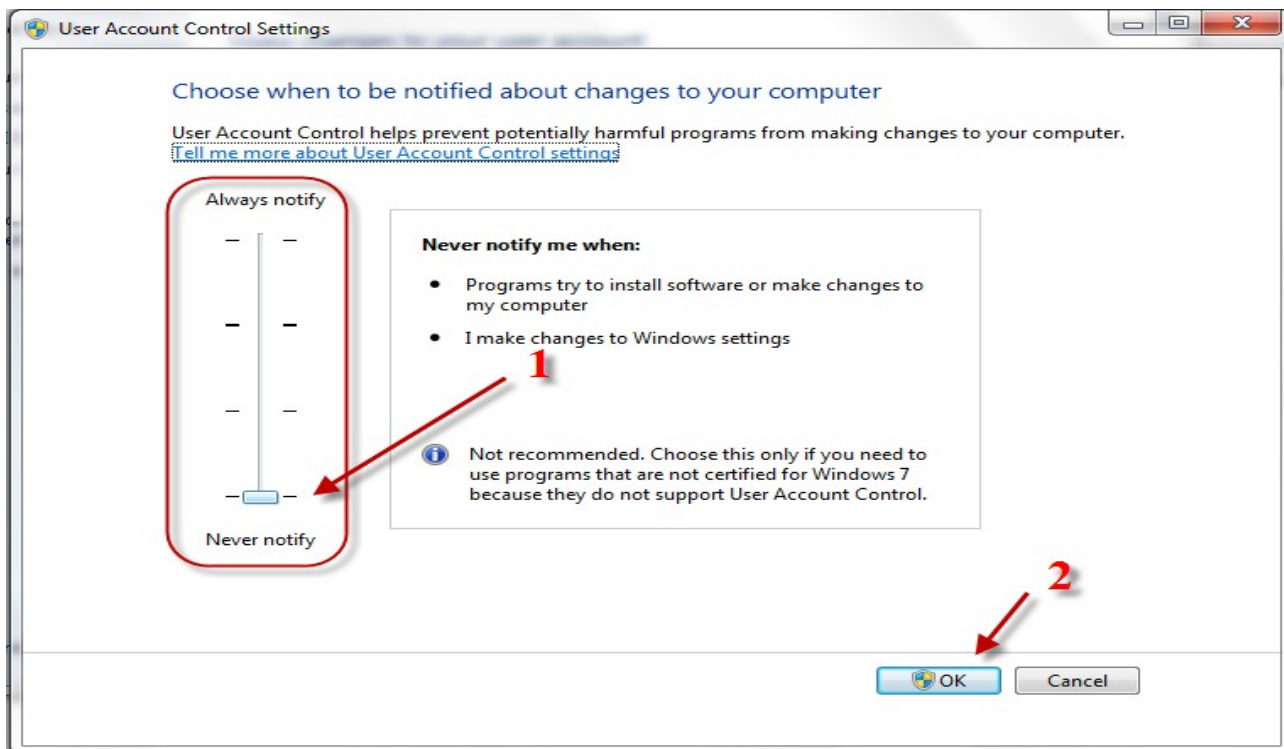 User Account Control Settings
Choose when to be notified about changes to your computer
User Account Control helps prevent potentially harmful programs from making changes to your computer.
Tell me more about User Account Control settings
Always notify
Never notify me when:
• Programs try to install software or make changes to
my computer
• I make changes to Windows settings
1
Not recommended. Choose this only if you need to
use programs that are not certified for Windows 7
because they do not support User Account Control.
Never notify
2
OK Cancel